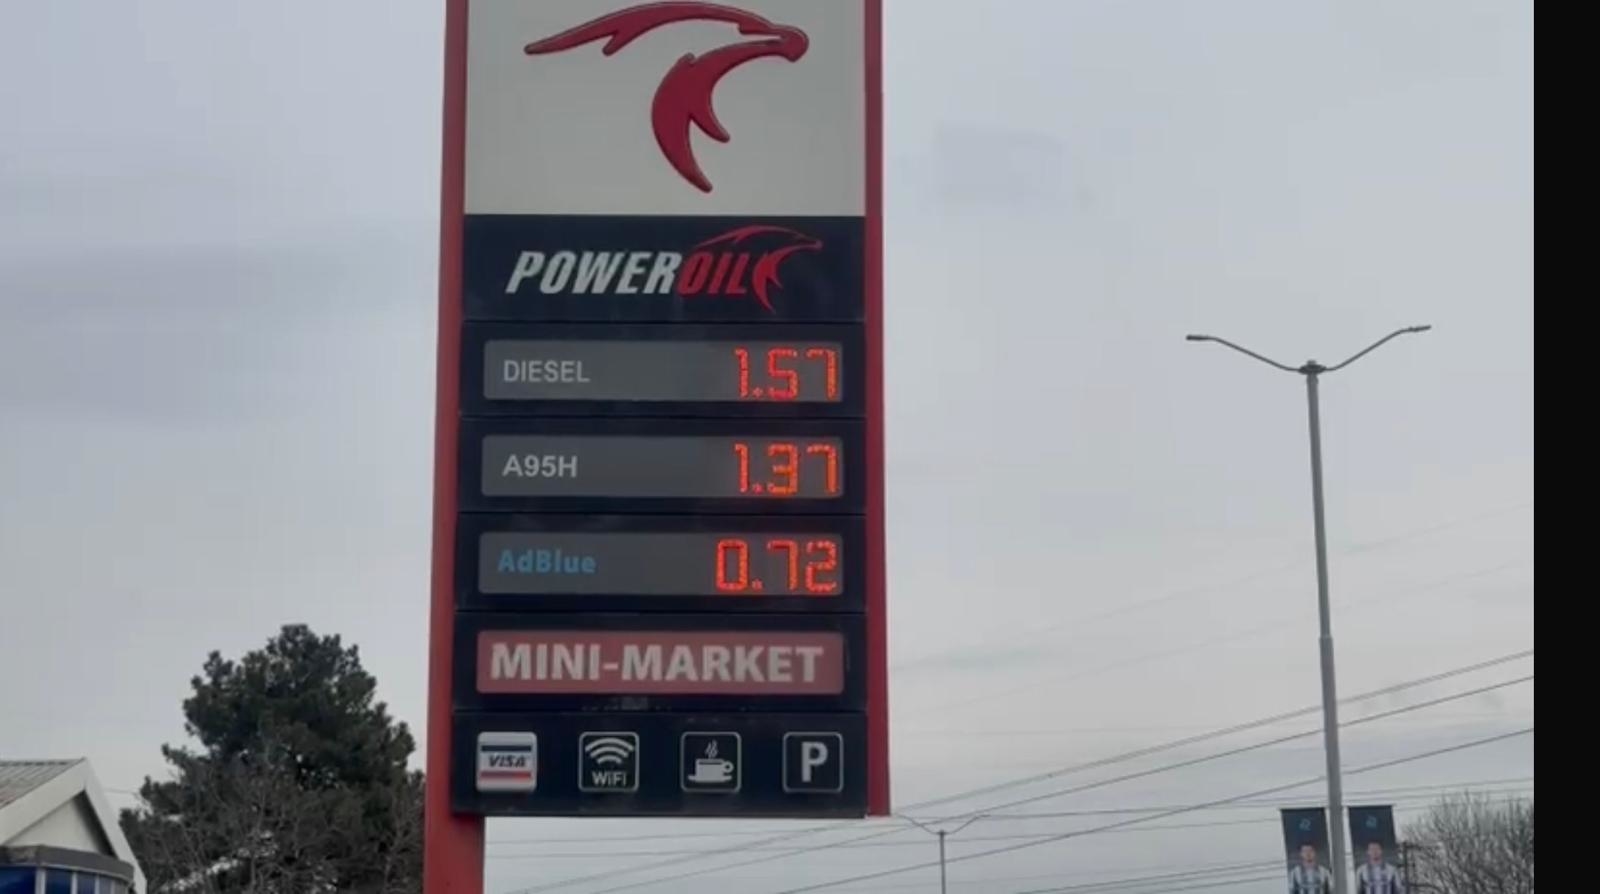 POWEROIL
DIESEL 1.57
A95H 1.37
AdBlue 0.72
MINI-MARKET
VISA WiFi P